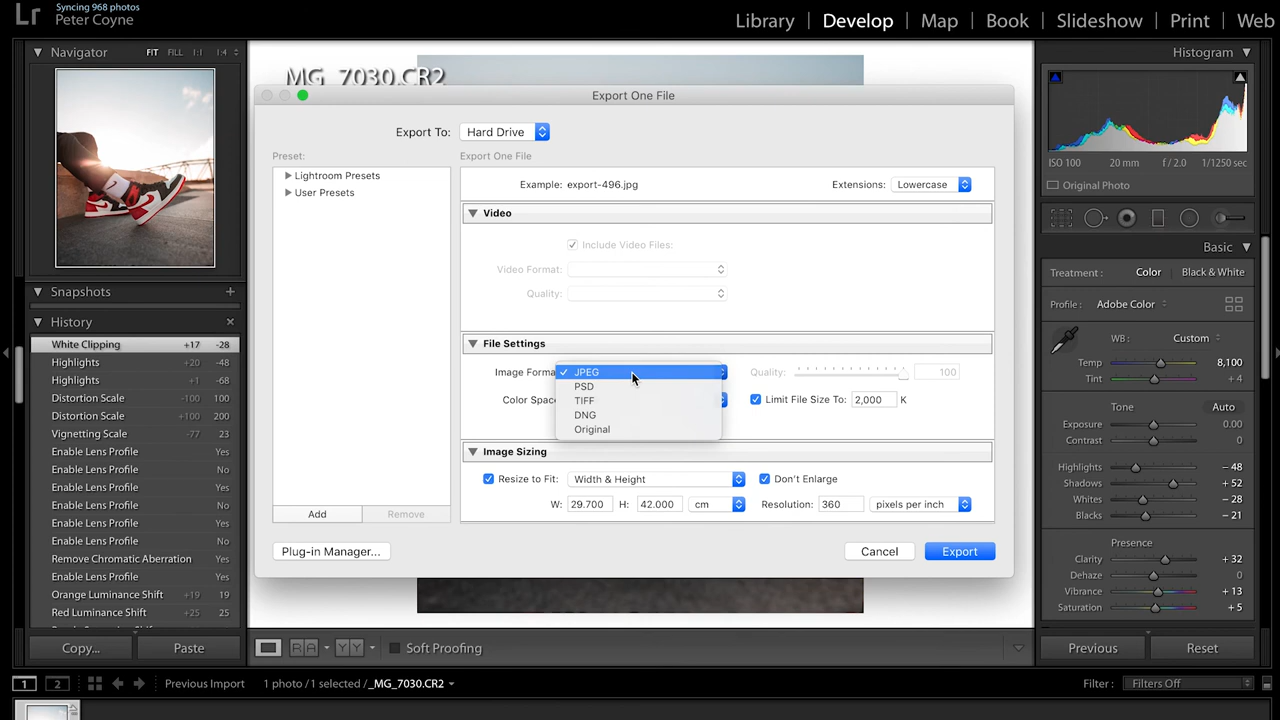 Lr Syncing 968 photos
Peter Coyne
Library | Develop | Map | Book | Slideshow | Print | Web
Navigator FIT FILL 1:1 1:4
Histogram
ISO 100 20 mm f / 2.0 1/1250 sec
Original Photo
Snapshots +
History
White Clipping +17 -28
Highlights +20 -48
Highlights +1 -68
Distortion Scale -100 100
Distortion Scale +100 200
Vignetting Scale -77 23
Enable Lens Profile Yes
Enable Lens Profile No
Enable Lens Profile Yes
Enable Lens Profile No
Enable Lens Profile Yes
Enable Lens Profile No
Remove Chromatic Aberration Yes
Enable Lens Profile Yes
Orange Luminance Shift +19 19
Red Luminance Shift +25 25
Copy... Paste
MG_7030.CR2
Export One File
Export To: Hard Drive
Preset:
Lightroom Presets
User Presets
Add Remove
Plug-in Manager...
Export One File
Example: export-496.jpg Extensions: Lowercase
Video
Include Video Files:
Video Format:
Quality:
File Settings
Image Forma JPEG Quality: 100
PSD
Color Spac TIFF Limit File Size To: 2,000 K
DNG
Original
Image Sizing
Resize to Fit: Width & Height Don't Enlarge
W: 29.700 H: 42.000 cm Resolution: 360 pixels per inch
Cancel Export
Basic
Treatment : Color Black & White
Profile : Adobe Color
WB : Custom
Temp 8,100
Tint + 4
Tone Auto
Exposure 0.00
Contrast 0
Highlights – 48
Shadows + 52
Whites – 28
Blacks – 21
Presence
Clarity + 32
Dehaze 0
Vibrance + 13
Saturation + 5
Previous Reset
RA YY Soft Proofing
1 2 Previous Import 1 photo / 1 selected / _MG_7030.CR2 Filter : Filters Off